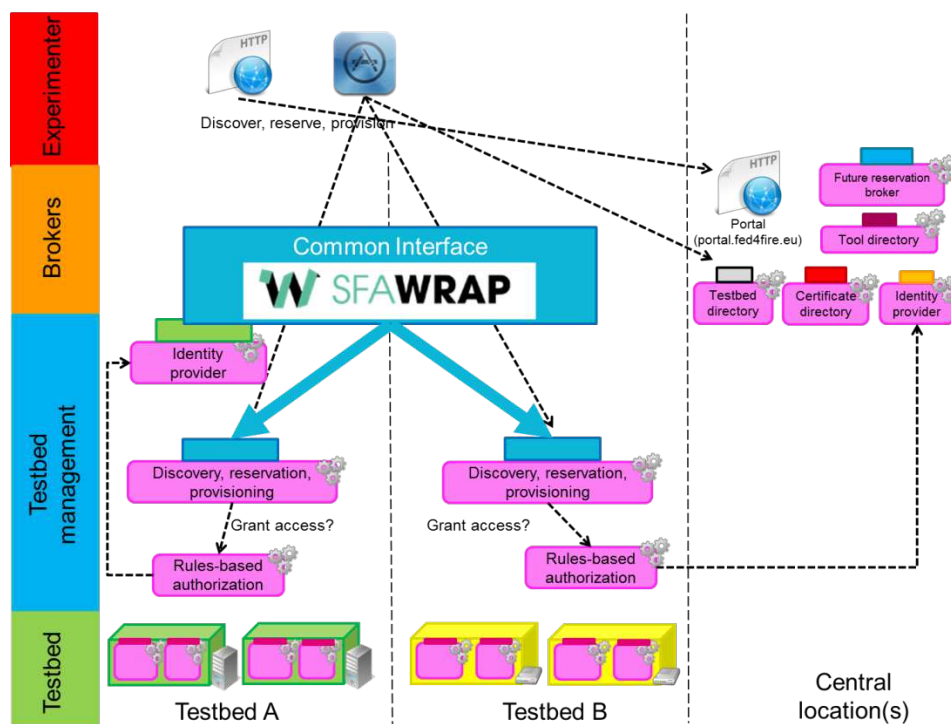 Experimenter
HTTP
Discover, reserve, provision
Brokers
HTTP
Portal
(portal.fed4fire.eu)
Future reservation
broker
Tool directory
Testbed
directory
Certificate
directory
Identity
provider
Common Interface
SFAWRAP
Testbed
management
Identity
provider
Discovery, reservation,
provisioning
Grant access?
Rules-based
authorization
Discovery, reservation,
provisioning
Grant access?
Rules-based
authorization
Testbed
Testbed A
Testbed B
Central
location(s)